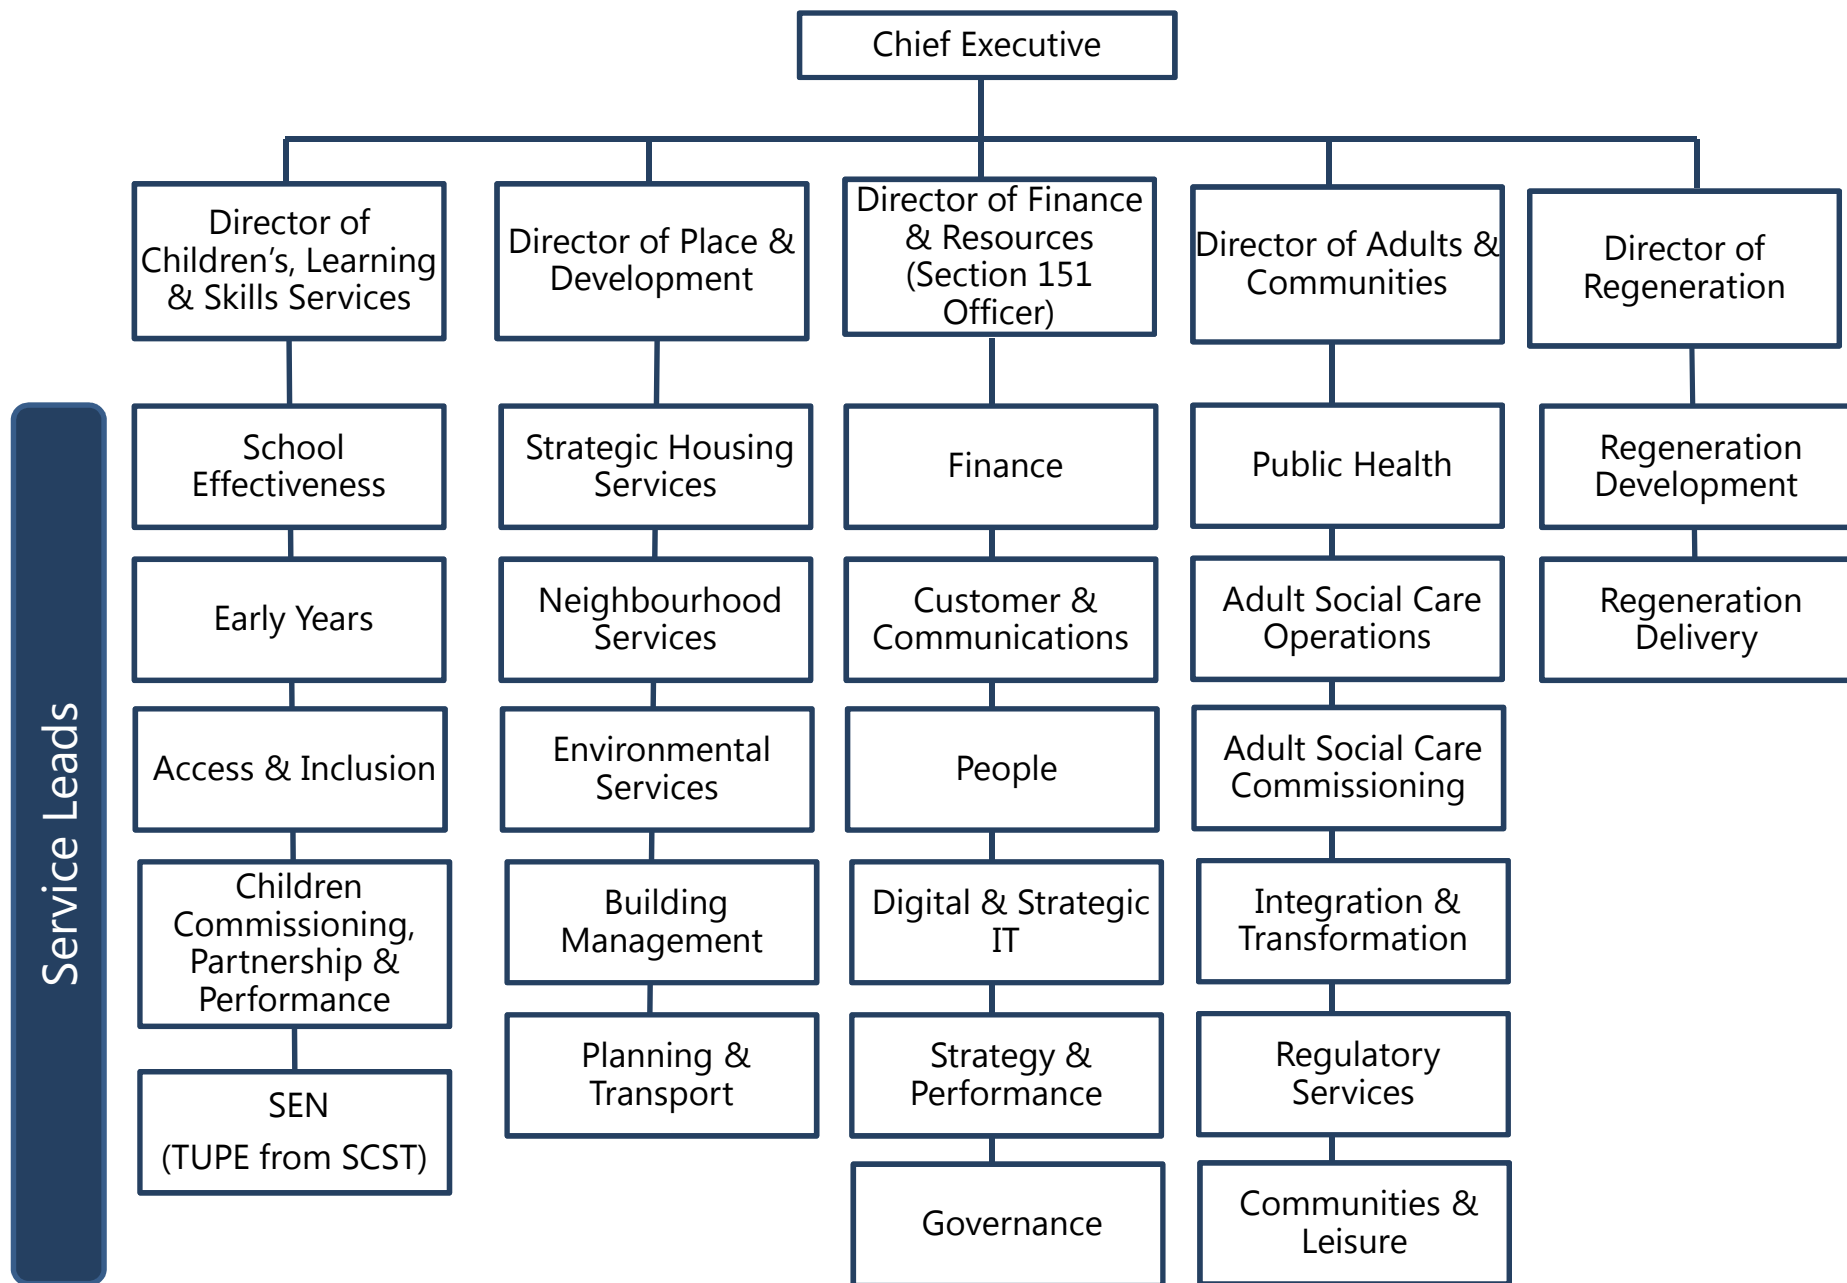 Chief Executive
Director of
Children’s, Learning
& Skills Services
Director of Place &
Development
Director of Finance
& Resources
(Section 151
Officer)
Director of Adults &
Communities
Director of
Regeneration
Service Leads
School
Effectiveness
Strategic Housing
Services
Finance
Public Health
Regeneration
Development
Early Years
Neighbourhood
Services
Customer &
Communications
Adult Social Care
Operations
Regeneration
Delivery
Access & Inclusion
Environmental
Services
People
Adult Social Care
Commissioning
Children
Commissioning,
Partnership &
Performance
Building
Management
Digital & Strategic
IT
Integration &
Transformation
SEN
(TUPE from SCST)
Planning &
Transport
Strategy &
Performance
Regulatory
Services
Governance
Communities &
Leisure